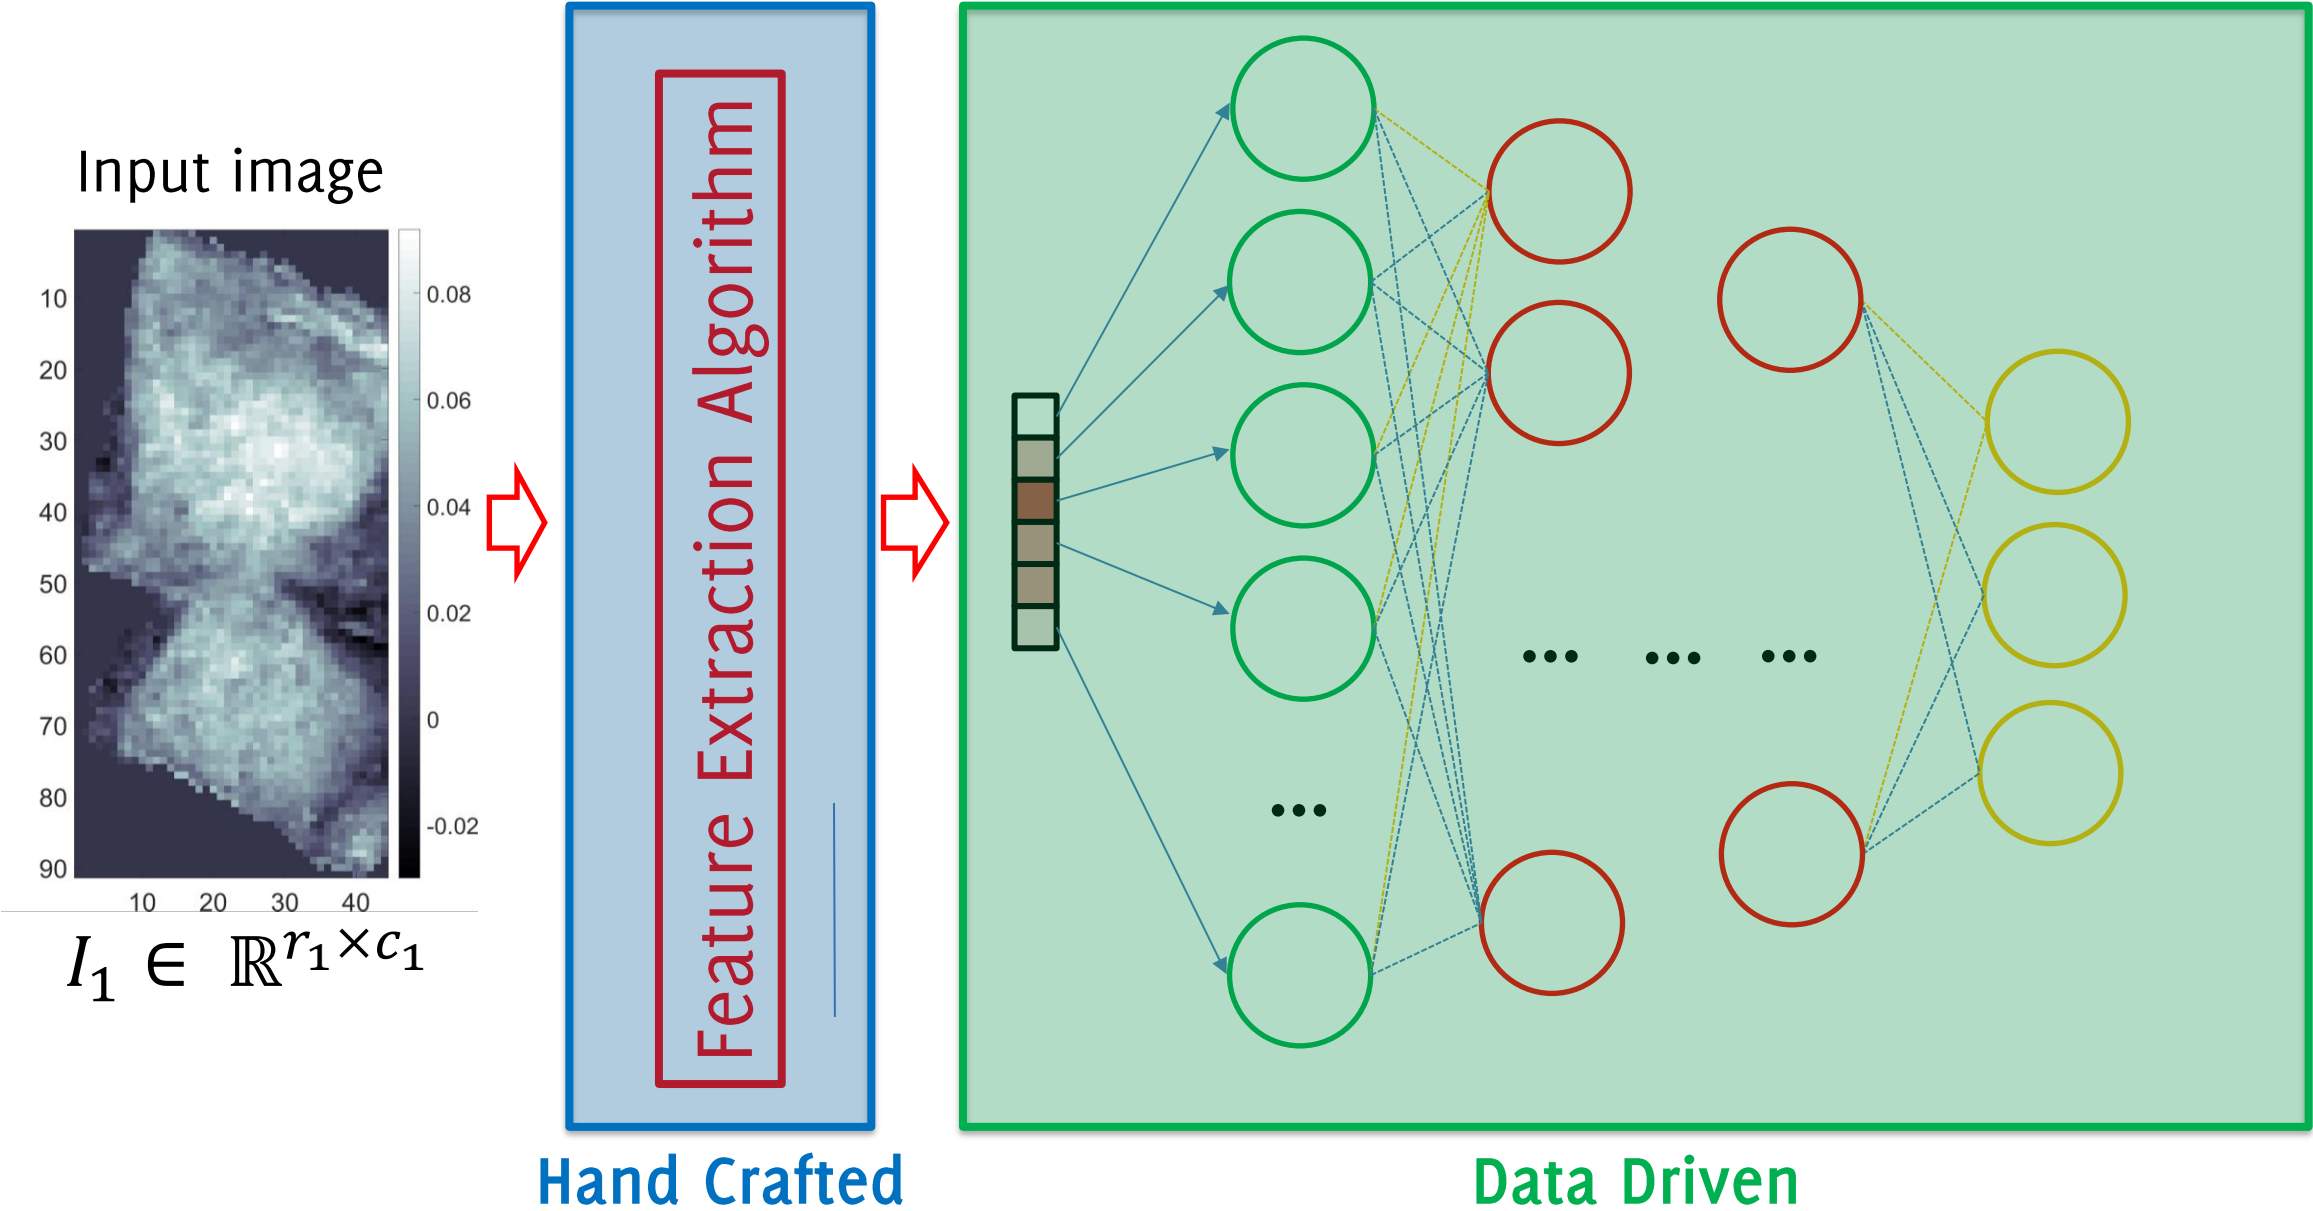 Input image
10
20
30
40
50
60
70
80
90
10 20 30 40
0.08
0.06
0.04
0.02
0
-0.02
I₁ ∈ ℝ^{r₁×c₁}
Feature Extraction Algorithm
Hand Crafted
•••
••• ••• •••
Data Driven